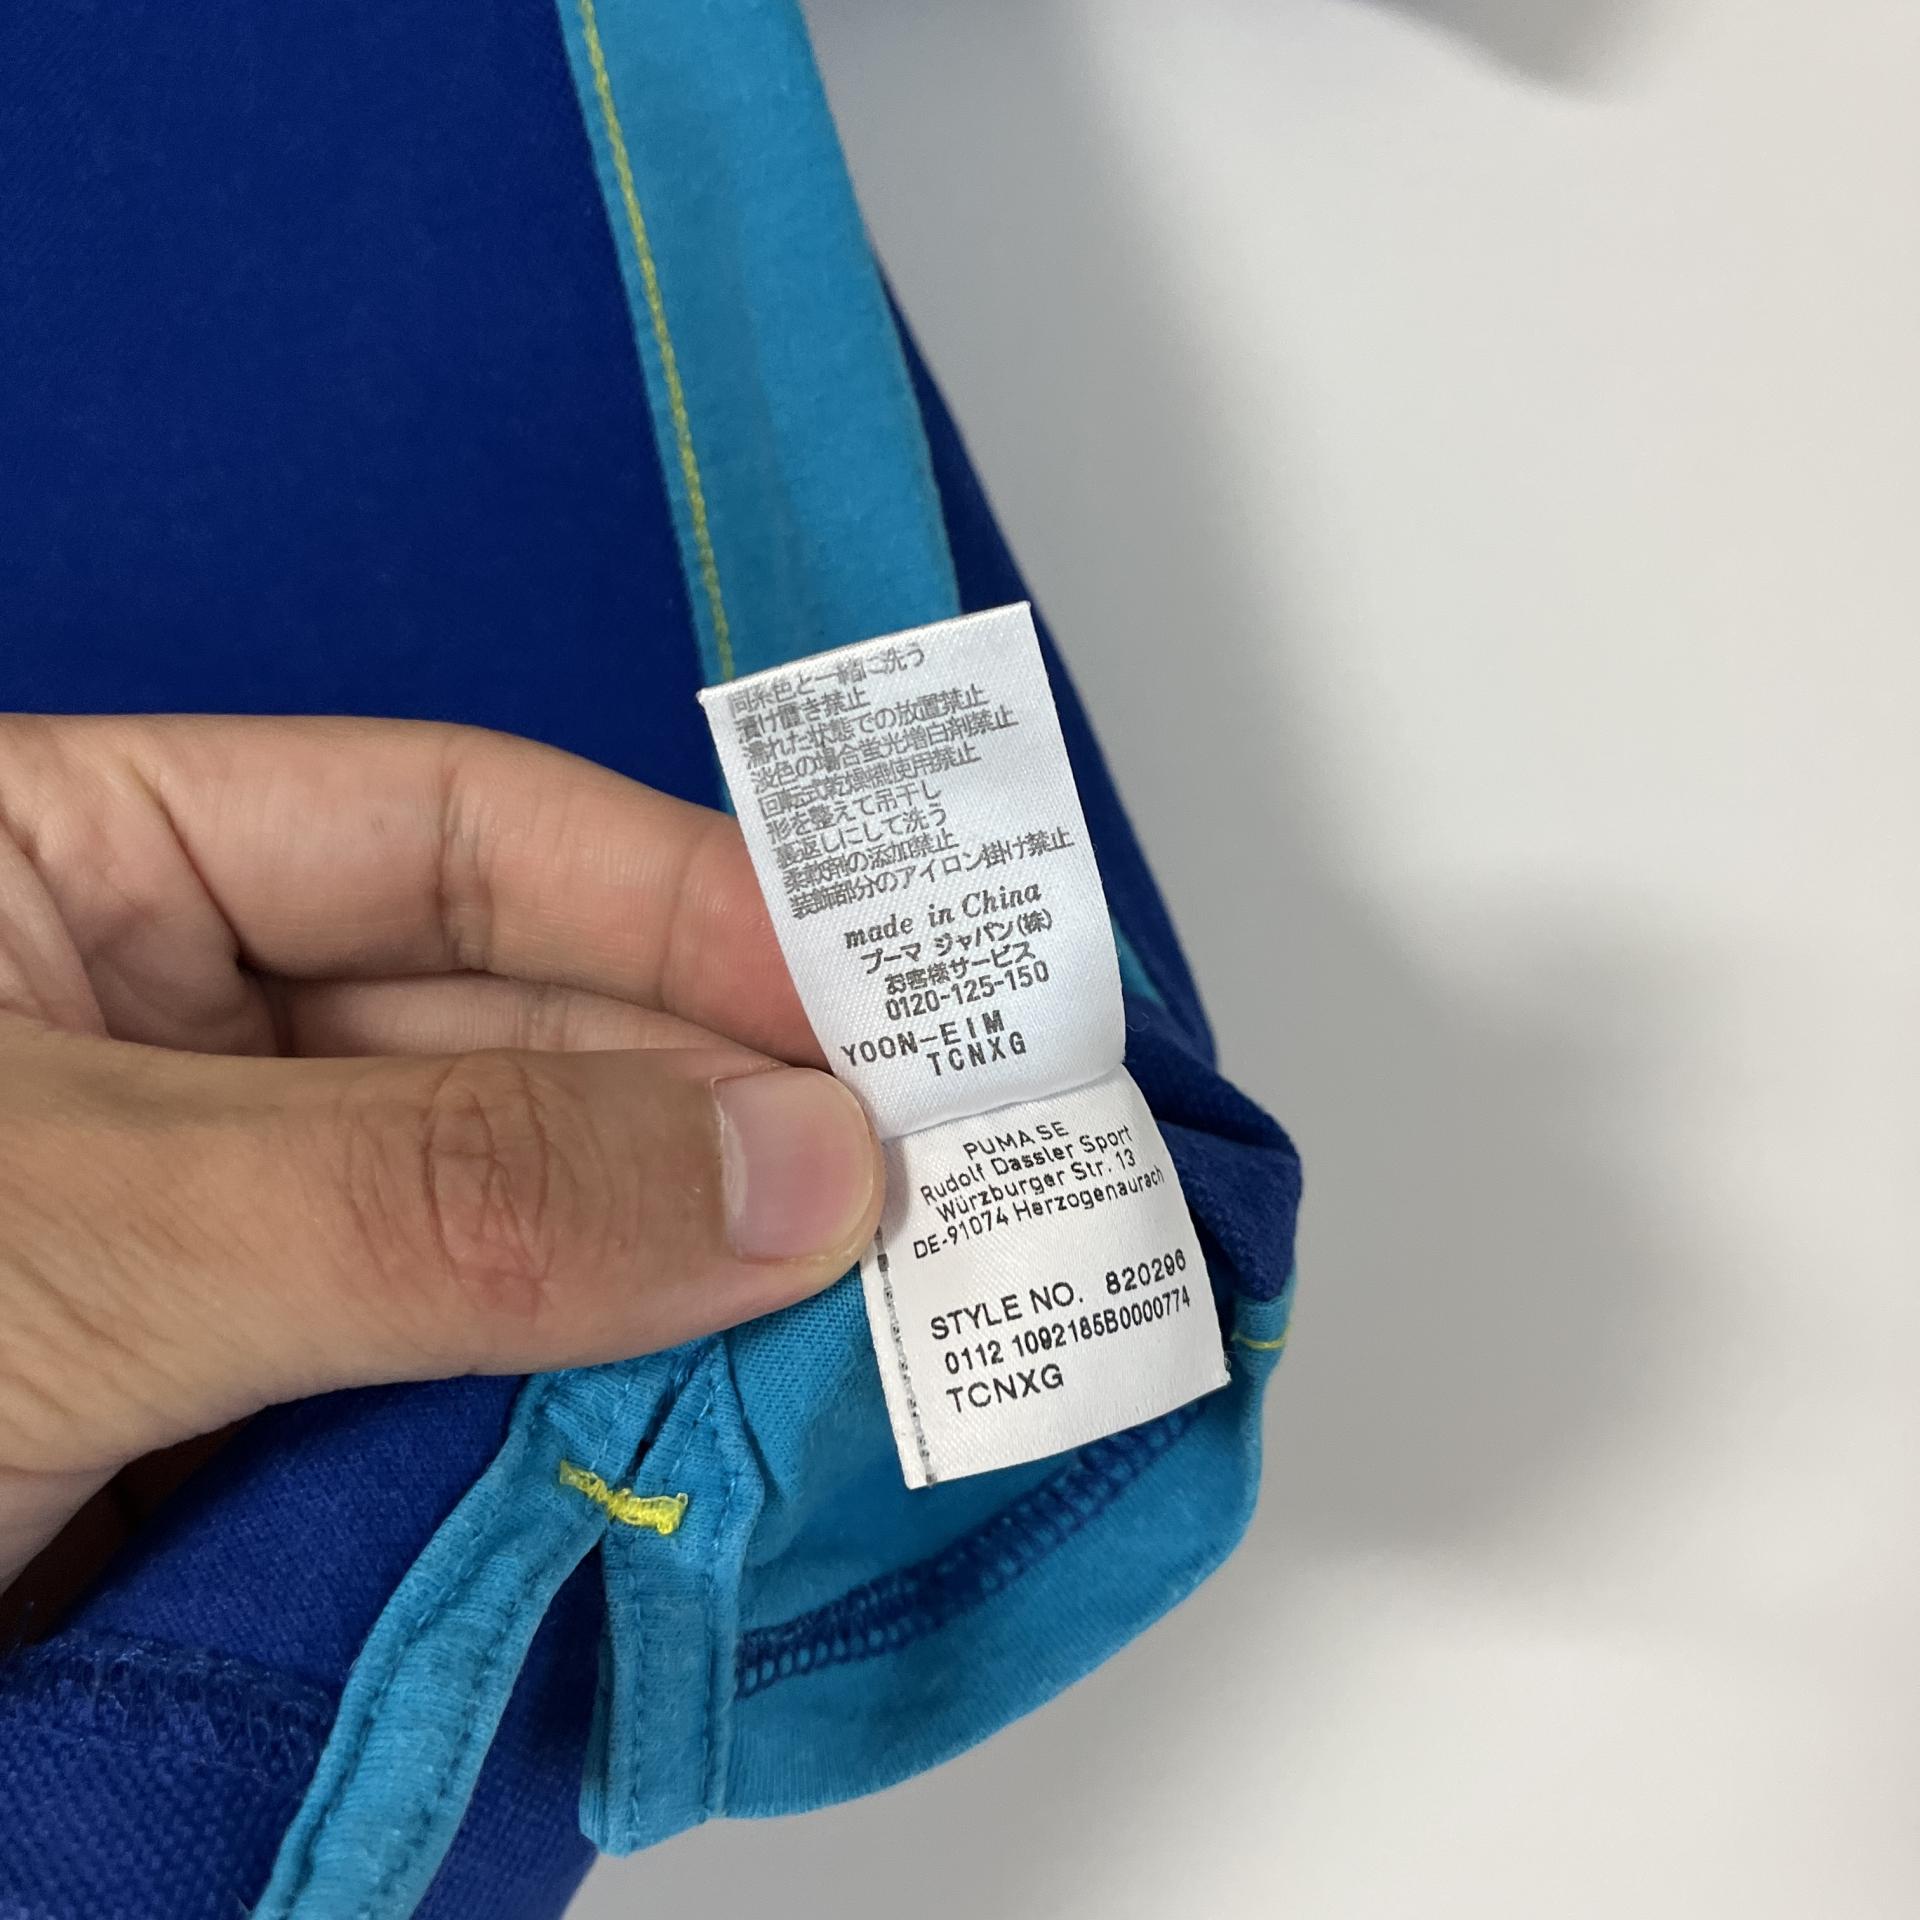 同系色と一緒に洗う
漬け置き禁止
濡れた状態での放置禁止
淡色の場合蛍光増白剤禁止
回転式乾燥機使用禁止
形を整えて吊干し
裏返しにして洗う
柔軟剤の添加禁止
装飾部分のアイロン掛け禁止
made in China
プーマ ジャパン(株)
お客様サービス
0120-125-150
YOON-EIM
TCNXG
PUMA SE
Rudolf Dassler Sport
Würzburger Str. 13
DE-91074 Herzogenaurach
STYLE NO. 820296
0112 1092185B0000774
TCNXG